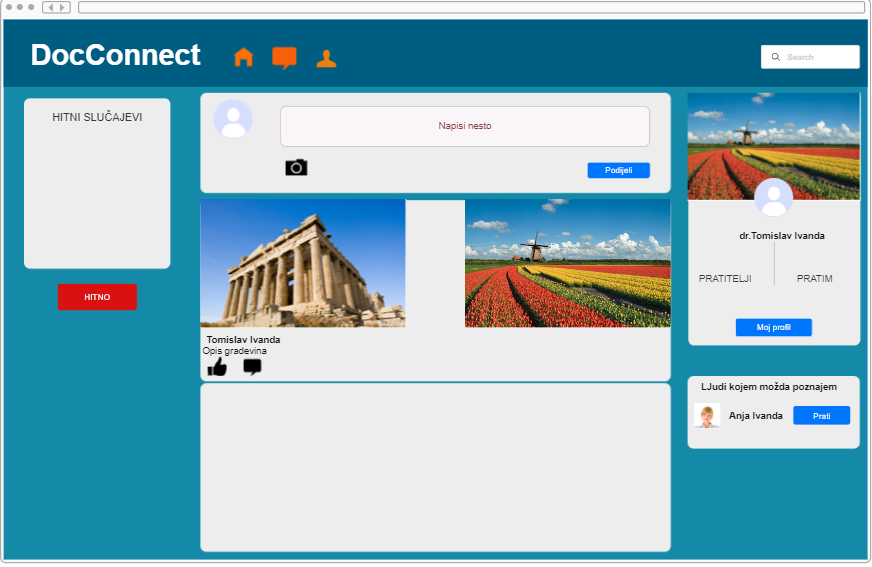 DocConnect
Search
HITNI SLUČAJEVI
HITNO
Napisi nesto
Podijeli
Tomislav Ivanda
Opis gradevina
dr.Tomislav Ivanda
PRATITELJI
PRATIM
Moj profil
LJudi kojem možda poznajem
Anja Ivanda
Prati